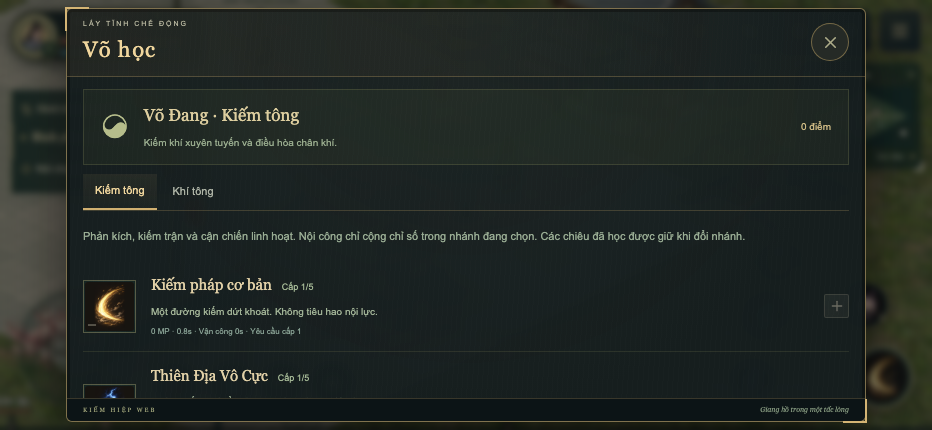 LẤY TĨNH CHẾ ĐỘNG
Võ học
Võ Đang · Kiếm tông
Kiếm khí xuyên tuyến và điều hòa chân khí.
0 điểm
Kiếm tông
Khí tông
Phản kích, kiếm trận và cận chiến linh hoạt. Nội công chỉ cộng chỉ số trong nhánh đang chọn. Các chiêu đã học được giữ khi đổi nhánh.
Kiếm pháp cơ bản Cấp 1/5
Một đường kiếm dứt khoát. Không tiêu hao nội lực.
0 MP · 0.8s · Vận công 0s · Yêu cầu cấp 1
Thiên Địa Vô Cực Cấp 1/5
KIẾM HIỆP WEB
Giang hồ trong một tấc lòng